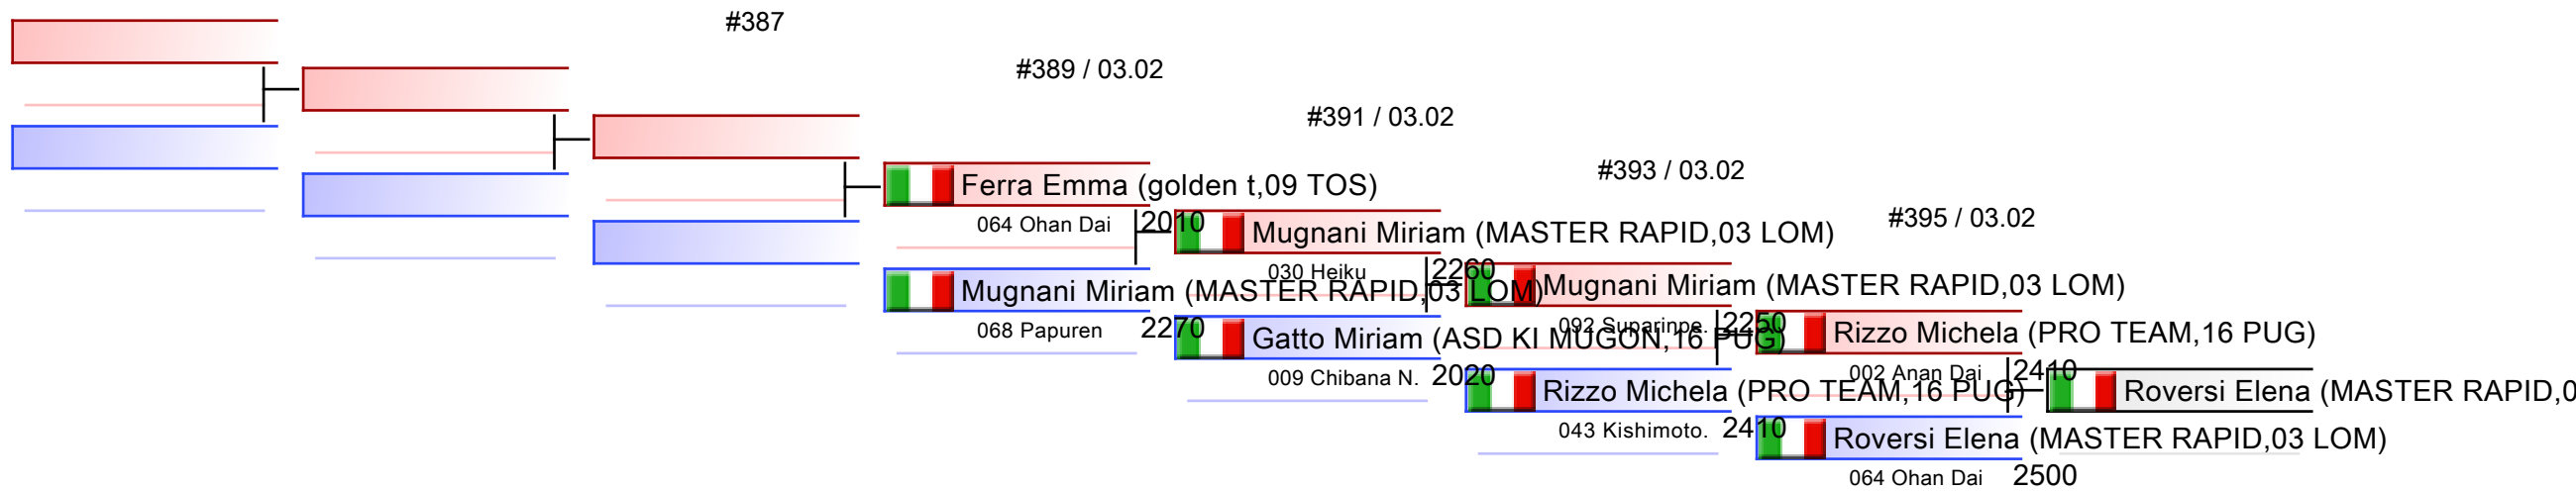 #387
#389 / 03.02
#391 / 03.02
#393 / 03.02
Ferra Emma (golden t,09 TOS)
064 Ohan Dai 2010
#395 / 03.02
Mugnani Miriam (MASTER RAPID,03 LOM)
030 Heiku 2260
Mugnani Miriam (MASTER RAPID,03 LOM)
Mugnani Miriam (MASTER RAPID,03 LOM)
068 Papuren 2270
092 Suparinpe. 2250
Gatto Miriam (ASD KI MUGON,16 PUG)
Rizzo Michela (PRO TEAM,16 PUG)
009 Chibana N. 2020
002 Anan Dai 2410
Rizzo Michela (PRO TEAM,16 PUG)
Roversi Elena (MASTER RAPID,0
043 Kishimoto. 2410
Roversi Elena (MASTER RAPID,03 LOM)
064 Ohan Dai 2500